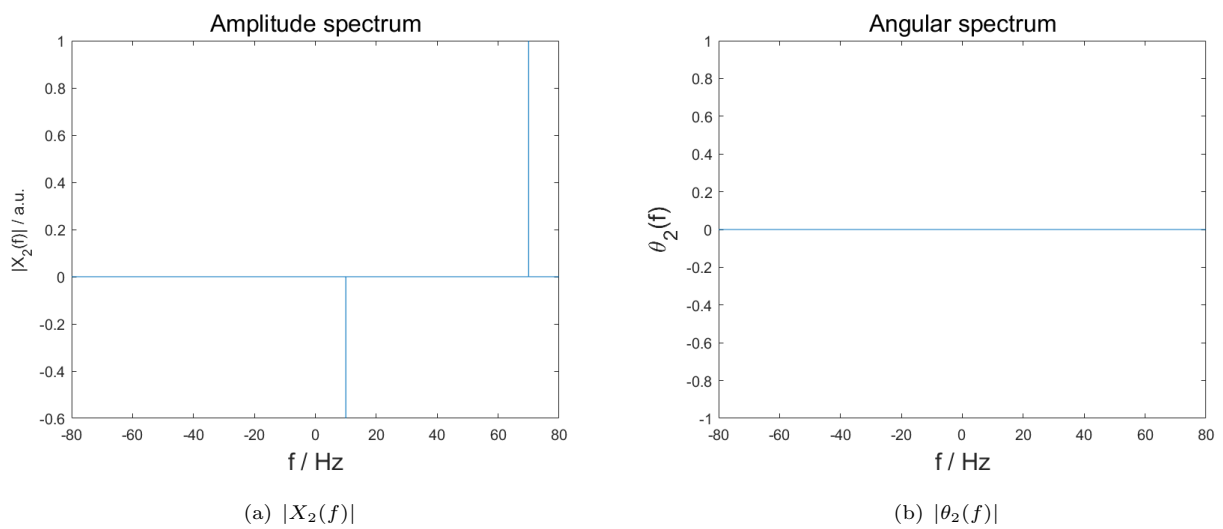 Amplitude spectrum
|X2(f)| / a.u.
1
0.8
0.6
0.4
0.2
0
-0.2
-0.4
-0.6
-80 -60 -40 -20 0 20 40 60 80
f / Hz
(a) |X2(f)|
Angular spectrum
θ2(f)
1
0.8
0.6
0.4
0.2
0
-0.2
-0.4
-0.6
-0.8
-1
-80 -60 -40 -20 0 20 40 60 80
f / Hz
(b) |θ2(f)|